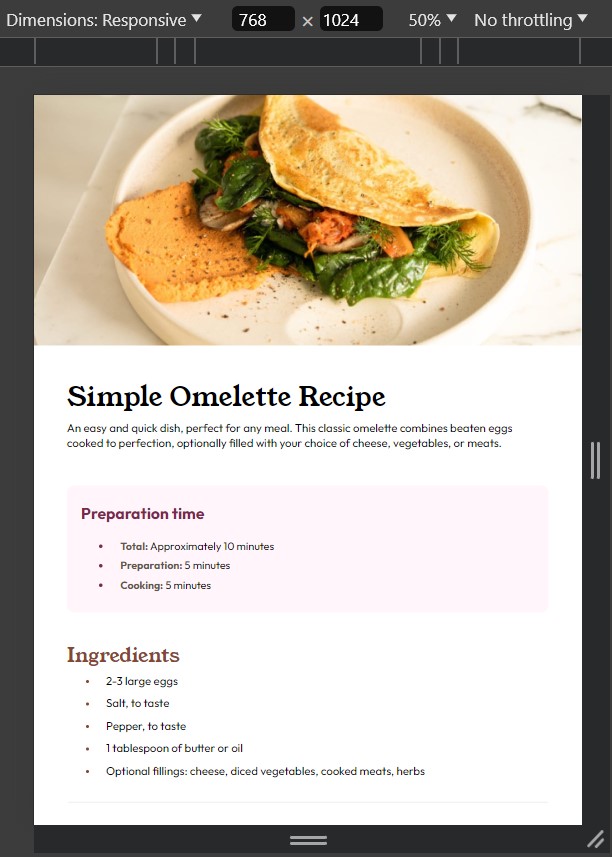 Dimensions: Responsive ▼ 768 × 1024 50% ▼ No throttling ▼
Simple Omelette Recipe
An easy and quick dish, perfect for any meal. This classic omelette combines beaten eggs
cooked to perfection, optionally filled with your choice of cheese, vegetables, or meats.
Preparation time
• Total: Approximately 10 minutes
• Preparation: 5 minutes
• Cooking: 5 minutes
Ingredients
• 2-3 large eggs
• Salt, to taste
• Pepper, to taste
• 1 tablespoon of butter or oil
• Optional fillings: cheese, diced vegetables, cooked meats, herbs